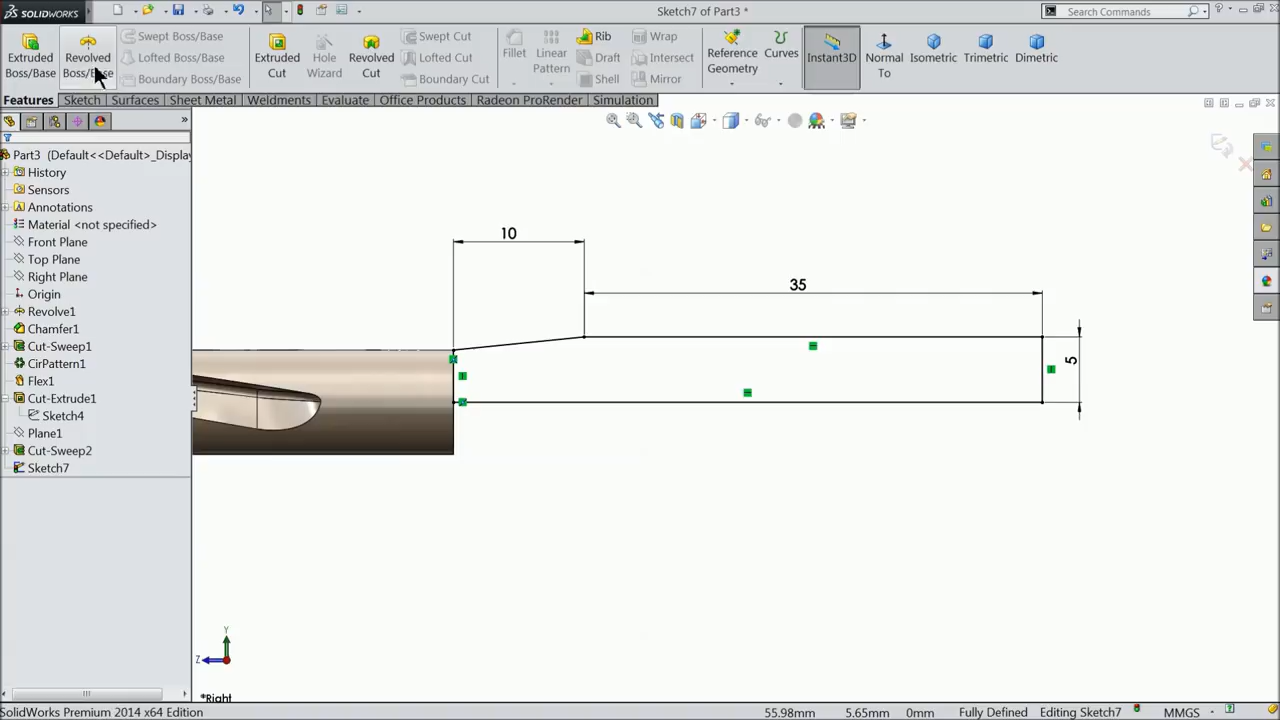 SOLIDWORKS
Sketch7 of Part3 *
Search Commands
Extruded Boss/Base
Revolved Boss/Base
Swept Boss/Base
Lofted Boss/Base
Boundary Boss/Base
Extruded Cut
Hole Wizard
Revolved Cut
Swept Cut
Lofted Cut
Boundary Cut
Fillet
Linear Pattern
Rib
Draft
Shell
Wrap
Intersect
Mirror
Reference Geometry
Curves
Instant3D
Normal To
Isometric
Trimetric
Dimetric
Features
Sketch
Surfaces
Sheet Metal
Weldments
Evaluate
Office Products
Radeon ProRender
Simulation
Part3 (Default<<Default>_Display
History
Sensors
Annotations
Material <not specified>
Front Plane
Top Plane
Right Plane
Origin
Revolve1
Chamfer1
Cut-Sweep1
CirPattern1
Flex1
Cut-Extrude1
Sketch4
Plane1
Cut-Sweep2
Sketch7
10
35
5
Y
Z
*Right
SolidWorks Premium 2014 x64 Edition
55.98mm
5.65mm
0mm
Fully Defined
Editing Sketch7
MMGS